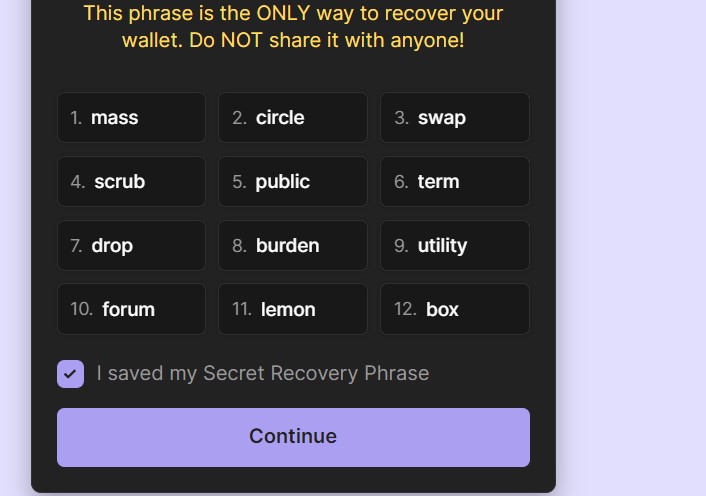 This phrase is the ONLY way to recover your
wallet. Do NOT share it with anyone!
1. mass 2. circle 3. swap
4. scrub 5. public 6. term
7. drop 8. burden 9. utility
10. forum 11. lemon 12. box
I saved my Secret Recovery Phrase
Continue